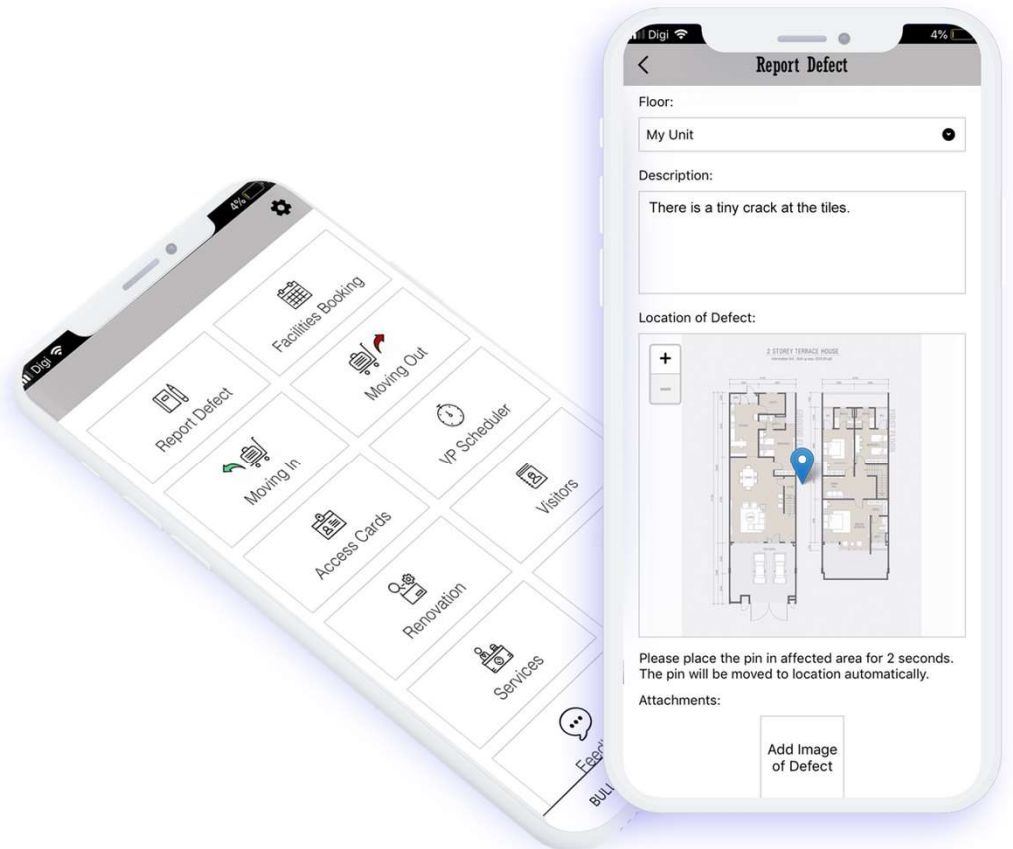 Digi
4%
Facilities Booking
Report Defect
Moving Out
Moving In
VP Scheduler
Access Cards
Visitors
Renovation
Services
Digi
4%
Report Defect
Floor:
My Unit
Description:
There is a tiny crack at the tiles.
Location of Defect:
+
2 STOREY TERRACE HOUSE
Please place the pin in affected area for 2 seconds.
The pin will be moved to location automatically.
Attachments:
Add Image
of Defect